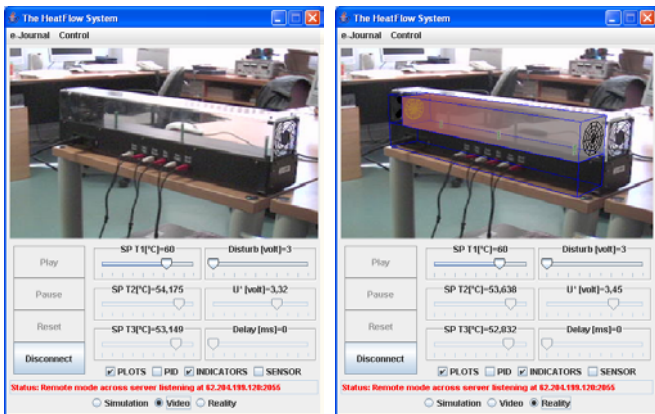 The HeatFlow System
e-Journal Control
SP T1[°C]=60 Disturb [volt]=3
Play
SP T2[°C]=54,175 U' [volt]=3,32
Pause
SP T3[°C]=53,149 Delay [ms]=0
Reset
Disconnect
PLOTS PID INDICATORS SENSOR
Status: Remote mode across server listening at 62.204.199.120:2055
Simulation Video Reality
The HeatFlow System
e-Journal Control
SP T1[°C]=60 Disturb [volt]=3
Play
SP T2[°C]=53,638 U' [volt]=3,45
Pause
SP T3[°C]=52,832 Delay [ms]=0
Reset
Disconnect
PLOTS PID INDICATORS SENSOR
Status: Remote mode across server listening at 62.204.199.120:2055
Simulation Video Reality